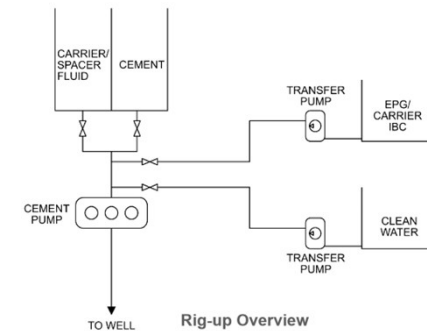 CARRIER/
SPACER
FLUID
CEMENT
TRANSFER
PUMP
EPG/
CARRIER
IBC
CEMENT
PUMP
CLEAN
WATER
TRANSFER
PUMP
TO WELL
Rig-up Overview